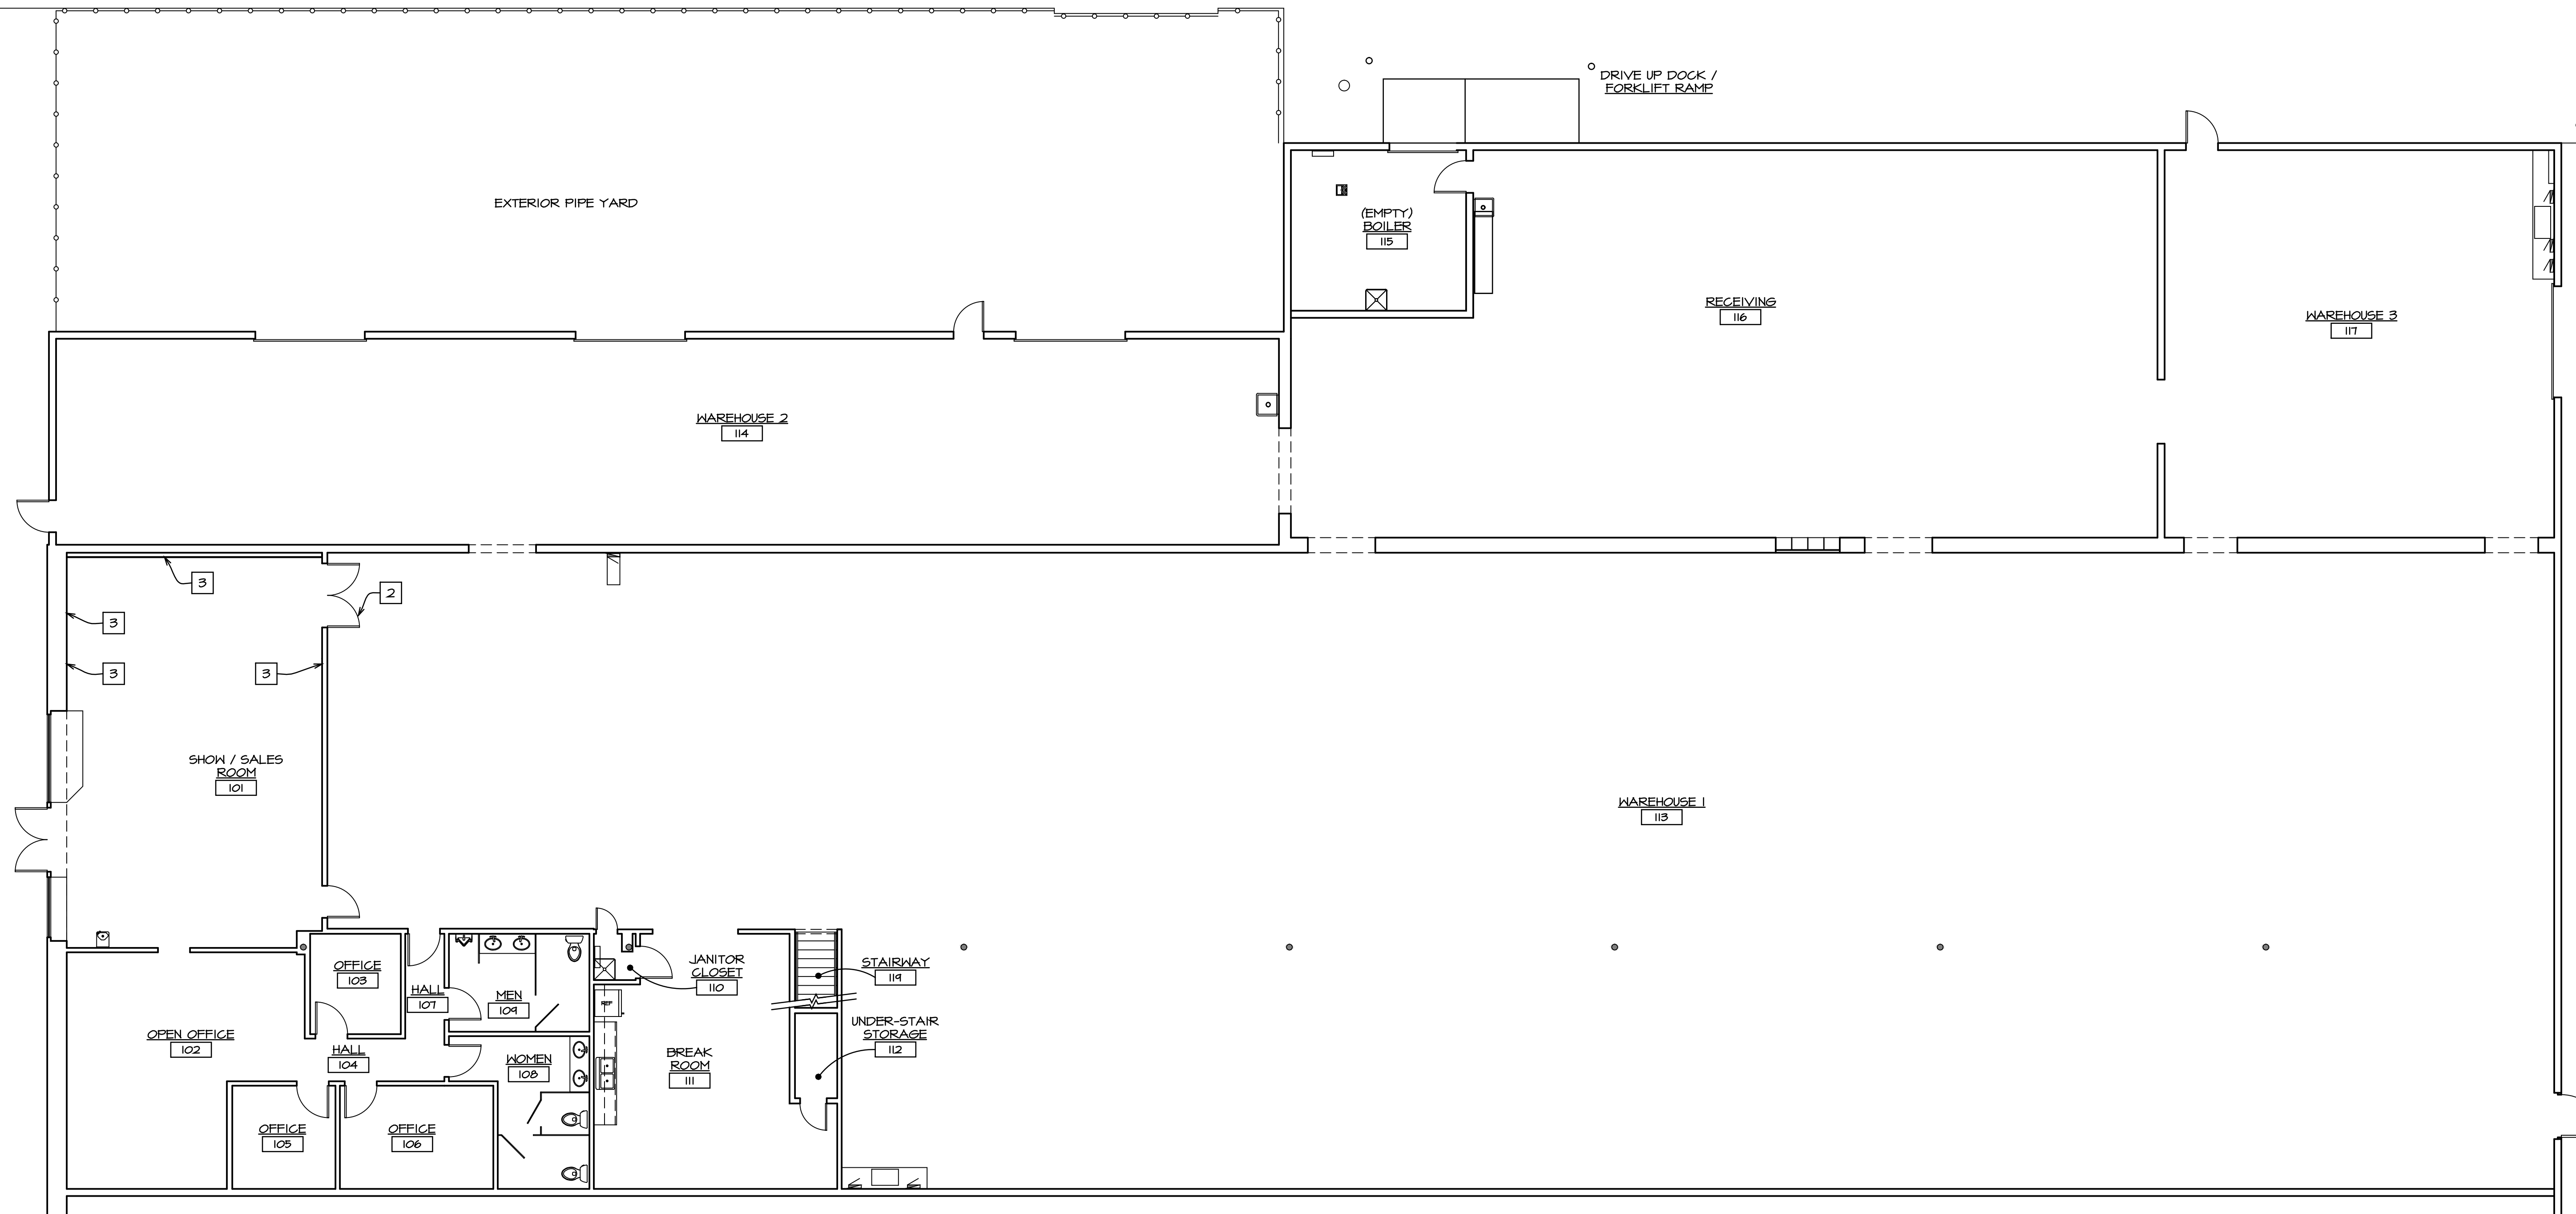 DRIVE UP DOCK /
FORKLIFT RAMP
EXTERIOR PIPE YARD
(EMPTY)
BOILER
115
RECEIVING
116
WAREHOUSE 3
117
WAREHOUSE 2
114
3
2
3
3
3
SHOW / SALES
ROOM
101
WAREHOUSE 1
113
OFFICE
103
HALL
107
MEN
109
JANITOR
CLOSET
110
STAIRWAY
119
REF
OPEN OFFICE
102
HALL
104
WOMEN
108
BREAK
ROOM
111
UNDER-STAIR
STORAGE
112
OFFICE
105
OFFICE
106